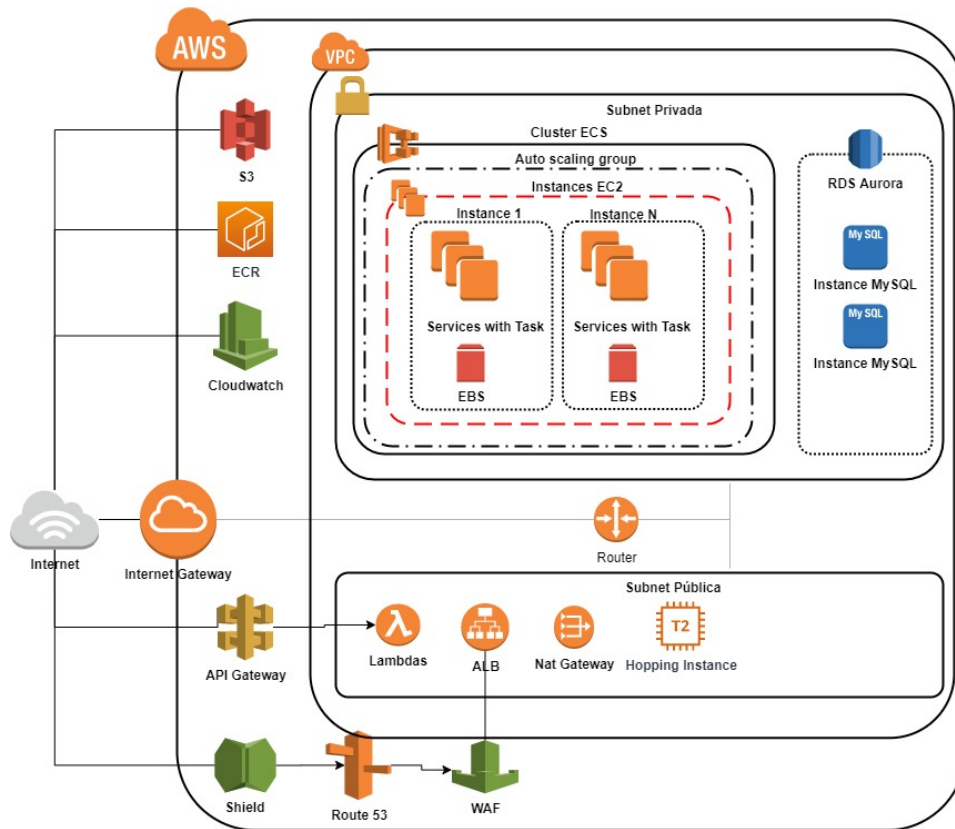 AWS
VPC
Subnet Privada
Cluster ECS
Auto scaling group
Instances EC2
Instance 1
Instance N
Services with Task
Services with Task
EBS
EBS
RDS Aurora
My SQL
Instance MySQL
My SQL
Instance MySQL
S3
ECR
Cloudwatch
Internet
Internet Gateway
Router
Subnet Pública
API Gateway
Lambdas
ALB
Nat Gateway
T2
Hopping Instance
Shield
Route 53
WAF